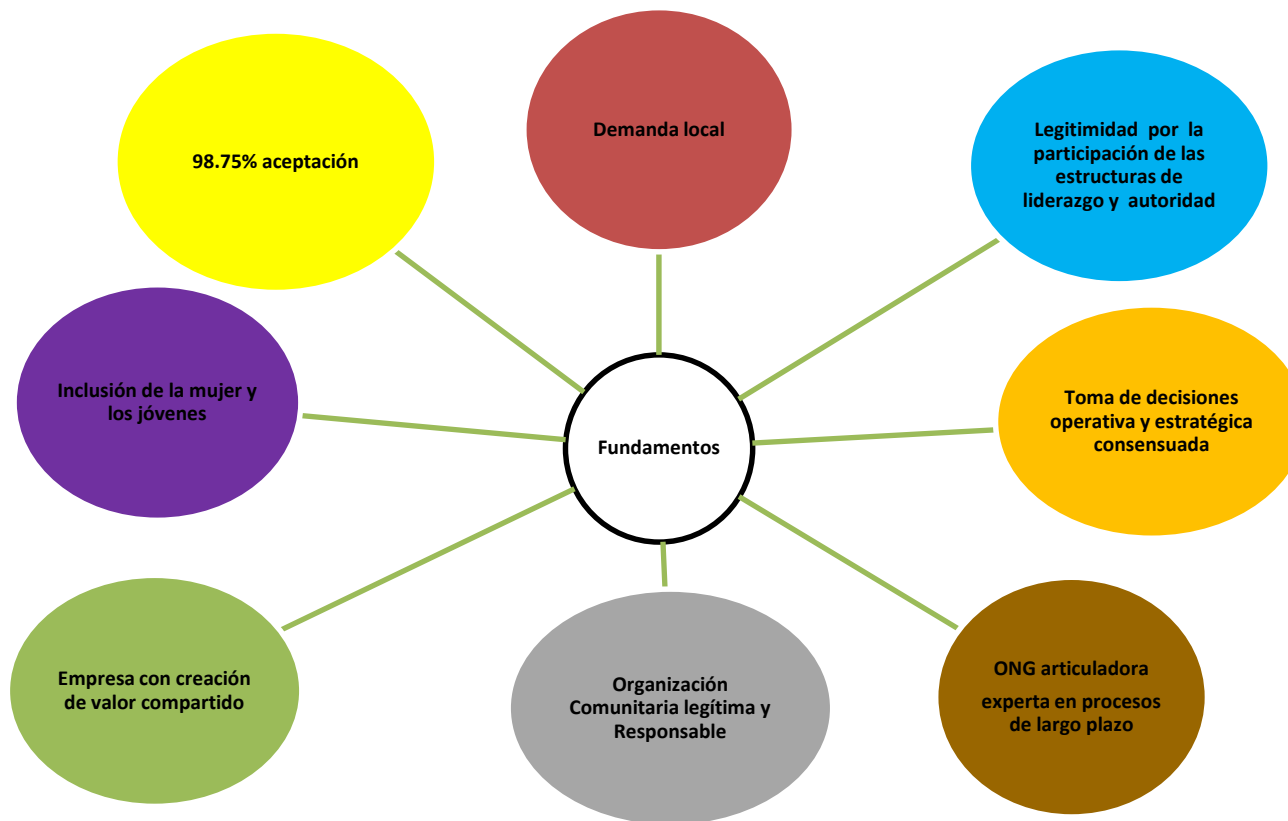 98.75% aceptación
Demanda local
Legitimidad por la
participación de las
estructuras de
liderazgo y autoridad
Inclusión de la mujer y
los jóvenes
Fundamentos
Toma de decisiones
operativa y estratégica
consensuada
Empresa con creación
de valor compartido
Organización
Comunitaria legítima y
Responsable
ONG articuladora
experta en procesos
de largo plazo